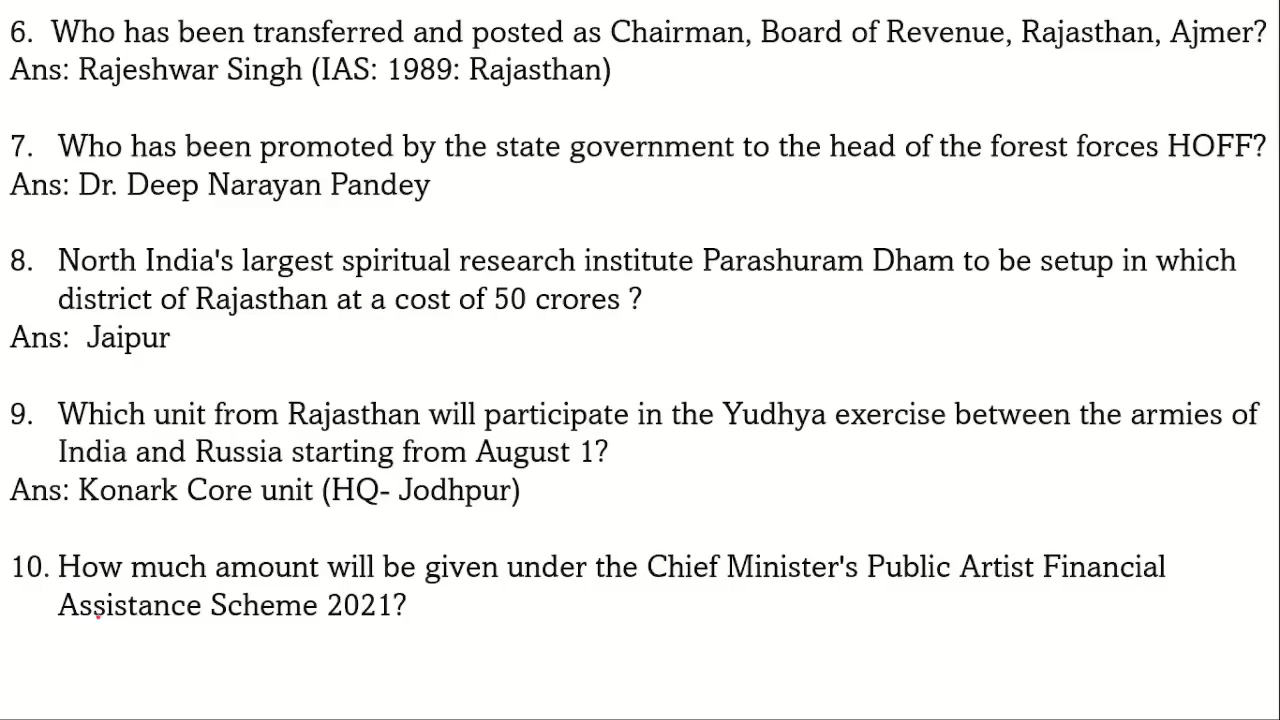 6. Who has been transferred and posted as Chairman, Board of Revenue, Rajasthan, Ajmer?
Ans: Rajeshwar Singh (IAS: 1989: Rajasthan)
7. Who has been promoted by the state government to the head of the forest forces HOFF?
Ans: Dr. Deep Narayan Pandey
8. North India's largest spiritual research institute Parashuram Dham to be setup in which
district of Rajasthan at a cost of 50 crores ?
Ans: Jaipur
9. Which unit from Rajasthan will participate in the Yudhya exercise between the armies of
India and Russia starting from August 1?
Ans: Konark Core unit (HQ- Jodhpur)
10. How much amount will be given under the Chief Minister's Public Artist Financial
Assistance Scheme 2021?